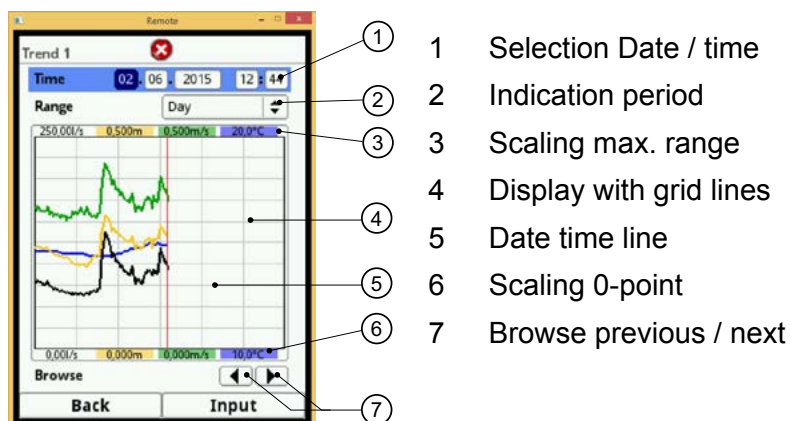 Remote
Trend 1
Time 02 . 06 . 2015 12 : 44
Range Day
250,00l/s 0,500m 0,500m/s 20,0°C
0,00l/s 0,000m 0,000m/s 10,0°C
Browse
Back Input
1 Selection Date / time
2 Indication period
3 Scaling max. range
4 Display with grid lines
5 Date time line
6 Scaling 0-point
7 Browse previous / next
1
2
3
4
5
6
7